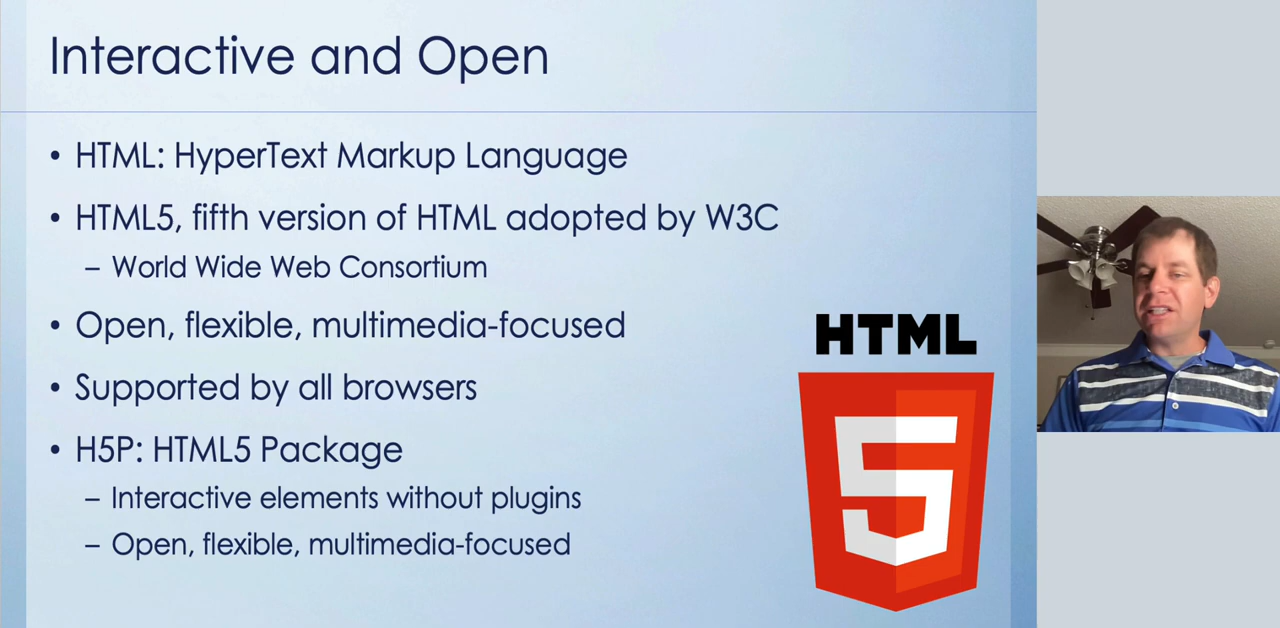 Interactive and Open
• HTML: HyperText Markup Language
• HTML5, fifth version of HTML adopted by W3C
– World Wide Web Consortium
• Open, flexible, multimedia-focused
• Supported by all browsers
• H5P: HTML5 Package
– Interactive elements without plugins
– Open, flexible, multimedia-focused
HTML
5